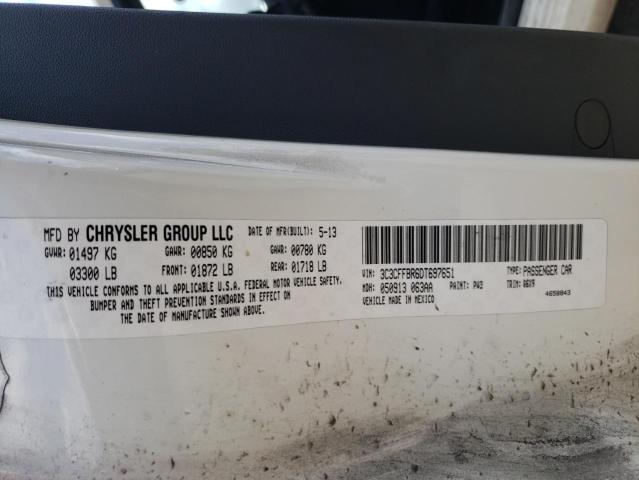 MFD BY CHRYSLER GROUP LLC DATE OF MFR(BUILT): 5-13
GVWR: 01497 KG GAWR: 00850 KG GAWR: 00780 KG
03300 LB FRONT: 01872 LB REAR: 01718 LB
THIS VEHICLE CONFORMS TO ALL APPLICABLE U.S.A. FEDERAL MOTOR VEHICLE SAFETY,
BUMPER AND THEFT PREVENTION STANDARDS IN EFFECT ON
THE DATE OF MANUFACTURE SHOWN ABOVE.
VIN: 3C3CFFBR6DT697651 TYPE: PASSENGER CAR
MDH: 050913 063AA PAINT: PW3 TRIM: A6X9
VEHICLE MADE IN MEXICO 4658843